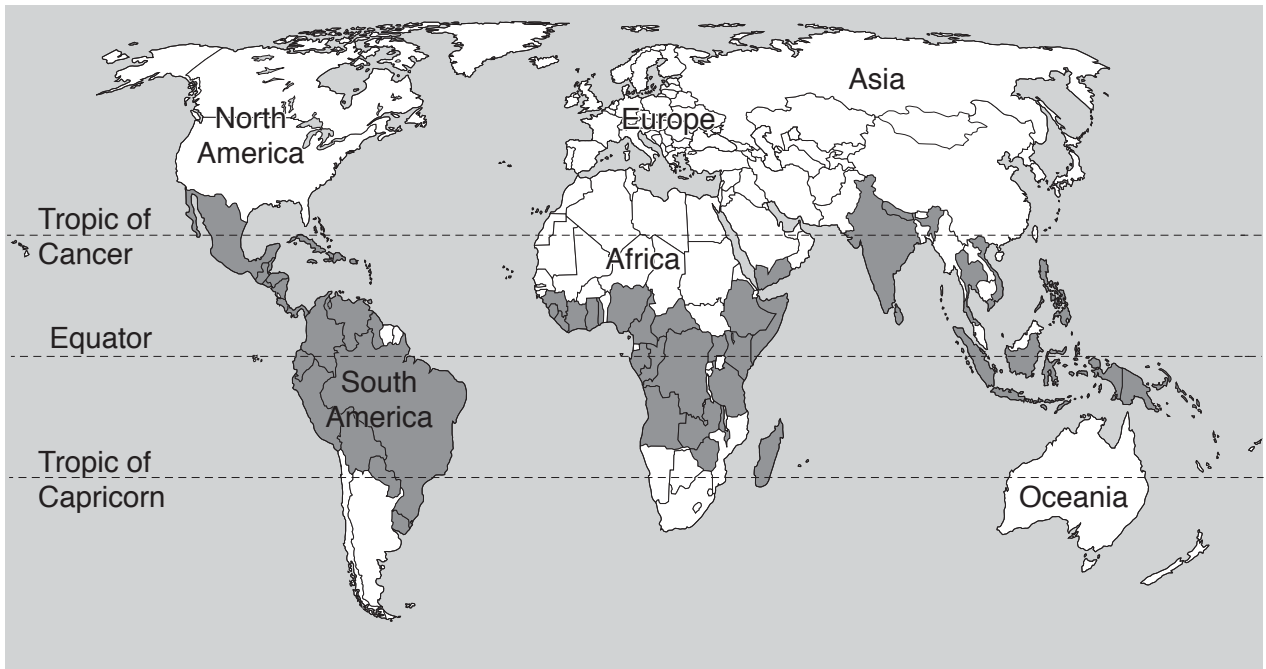 Asia
North
America
Europe
Tropic of
Cancer
Africa
Equator
South
America
Tropic of
Capricorn
Oceania